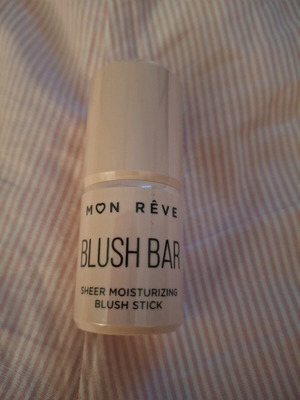 MON RÊVE
BLUSH BAR
SHEER MOISTURIZING
BLUSH STICK